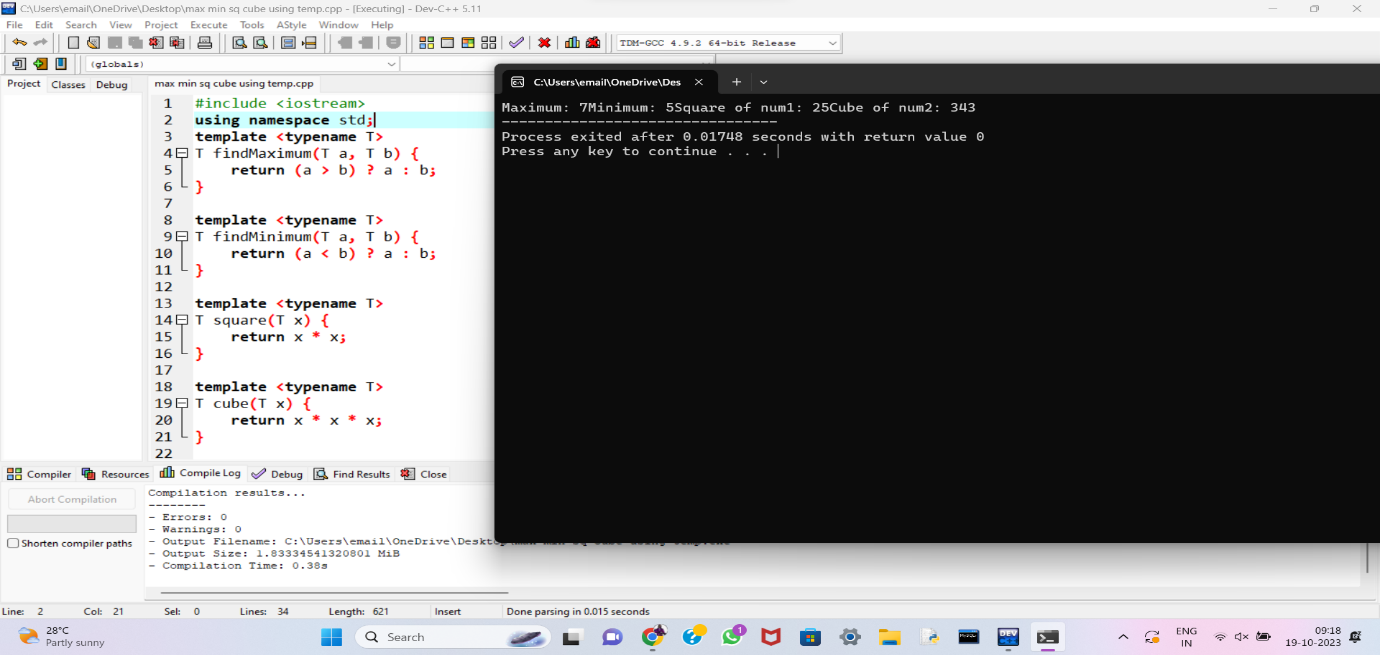 C:\Users\email\OneDrive\Desktop\max min sq cube using temp.cpp - [Executing] - Dev-C++ 5.11
File Edit Search View Project Execute Tools AStyle Window Help
TDM-GCC 4.9.2 64-bit Release
(globals)
Project Classes Debug
max min sq cube using temp.cpp
1 #include <iostream>
2 using namespace std;
3 template <typename T>
4 T findMaximum(T a, T b) {
5 return (a > b) ? a : b;
6 }
7
8 template <typename T>
9 T findMinimum(T a, T b) {
10 return (a < b) ? a : b;
11 }
12
13 template <typename T>
14 T square(T x) {
15 return x * x;
16 }
17
18 template <typename T>
19 T cube(T x) {
20 return x * x * x;
21 }
22
C:\Users\email\OneDrive\Des
Maximum: 7Minimum: 5Square of num1: 25Cube of num2: 343
--------------------------------
Process exited after 0.01748 seconds with return value 0
Press any key to continue . . .
Compiler Resources Compile Log Debug Find Results Close
Abort Compilation
Shorten compiler paths
Compilation results...
--------
- Errors: 0
- Warnings: 0
- Output Filename: C:\Users\email\OneDrive\Desktop
- Output Size: 1.83334541320801 MiB
- Compilation Time: 0.38s
Line: 2 Col: 21 Sel: 0 Lines: 34 Length: 621 Insert Done parsing in 0.015 seconds
28°C
Partly sunny
Search
1
DEV
ENG
IN
09:18
19-10-2023